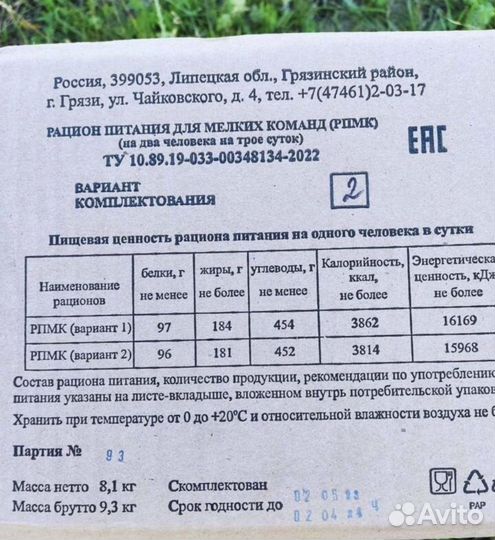 Россия, 399053, Липецкая обл., Грязинский район,
г. Грязи, ул. Чайковского, д. 4, тел. +7(47461)2-03-17
РАЦИОН ПИТАНИЯ ДЛЯ МЕЛКИХ КОМАНД (РПМК)
(на два человека на трое суток)
ТУ 10.89.19-033-00348134-2022
EAC
ВАРИАНТ
КОМПЛЕКТОВАНИЯ
2
Пищевая ценность рациона питания на одного человека в сутки
Наименование рационов белки, г не менее жиры, г не более углеводы, г не менее Калорийность, ккал, не более Энергетическа ценность, кДж не более
РПМК (вариант 1) 97 184 454 3862 16169
РПМК (вариант 2) 96 181 452 3814 15968
Состав рациона питания, количество продукции, рекомендации по употреблению
питания указаны на листе-вкладыше, вложенном внутрь потребительской упаков
Хранить при температуре от 0 до +20°С и относительной влажности воздуха не б
Партия № 93
Масса нетто 8,1 кг Скомплектован
Масса брутто 9,3 кг Срок годности до 02 04 24
PAP
Avito